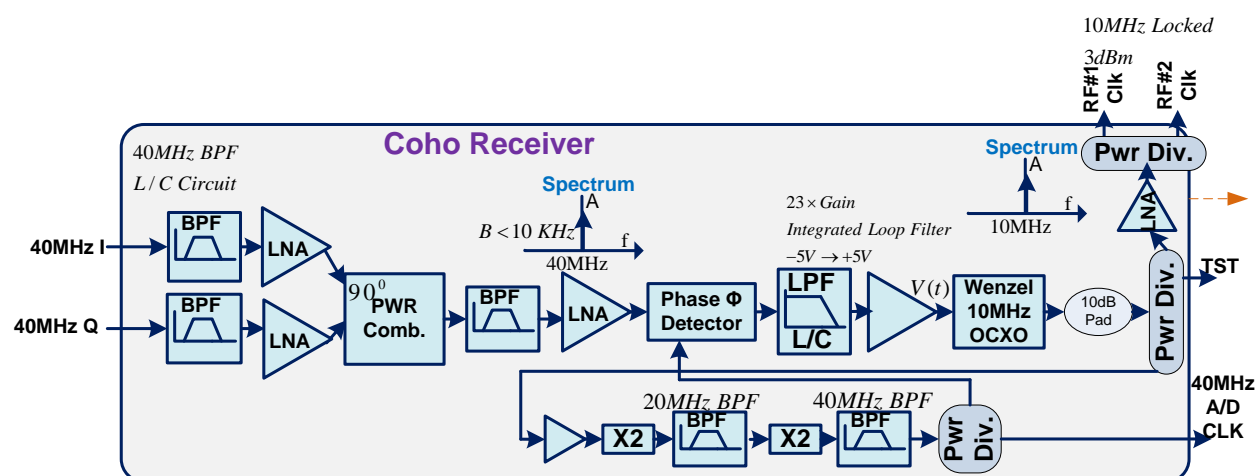 10MHz Locked
3dBm
RF#1
Clk
RF#2
Clk
Coho Receiver
40MHz BPF
L / C Circuit
Spectrum
A
B < 10 KHz
f
40MHz
23 × Gain
Integrated Loop Filter
−5V → +5V
Spectrum
A
f
10MHz
Pwr Div.
LNA
40MHz I
BPF
LNA
40MHz Q
BPF
LNA
90⁰
PWR
Comb.
BPF
LNA
Phase Φ
Detector
LPF
L/C
V(t)
Wenzel
10MHz
OCXO
10dB
Pad
Pwr Div.
TST
X2
20MHz BPF
BPF
X2
40MHz BPF
BPF
Pwr
Div.
40MHz
A/D
CLK